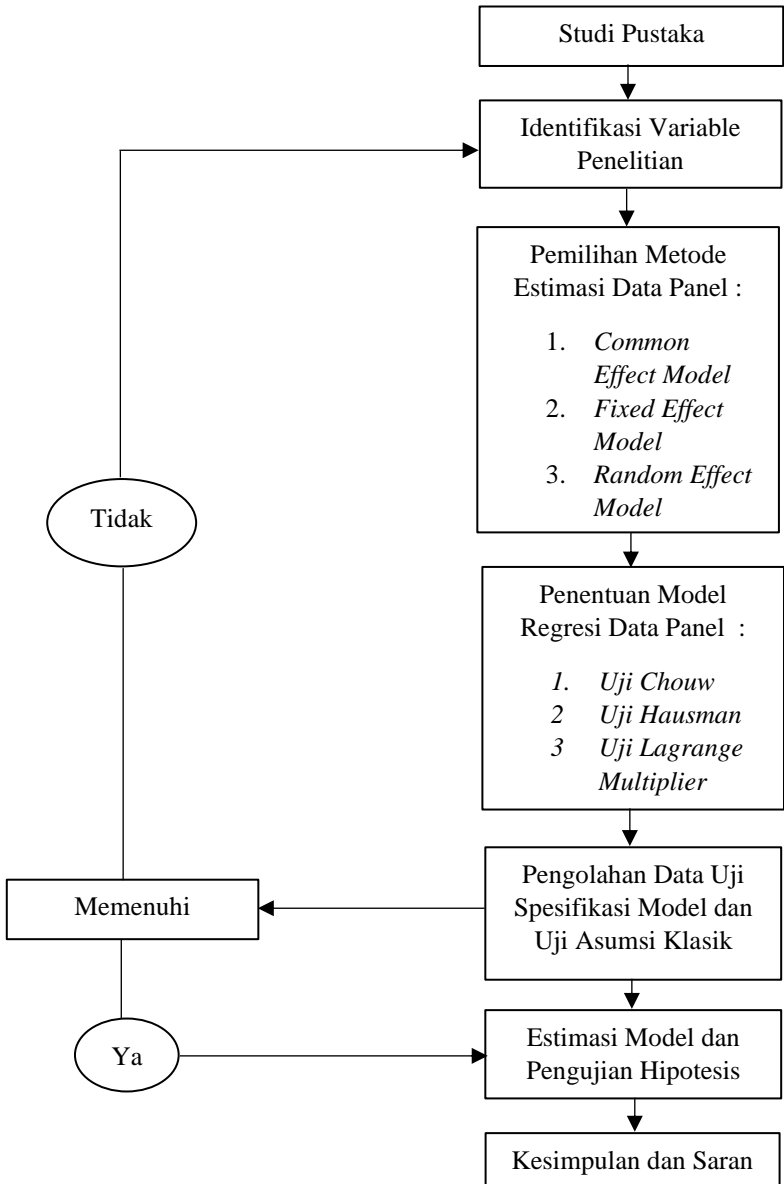 Studi Pustaka
Identifikasi Variable
Penelitian
Pemilihan Metode
Estimasi Data Panel :
1. Common
Effect Model
2. Fixed Effect
Model
3. Random Effect
Model
Tidak
Penentuan Model
Regresi Data Panel :
1. Uji Chouw
2 Uji Hausman
3 Uji Lagrange
Multiplier
Memenuhi
Pengolahan Data Uji
Spesifikasi Model dan
Uji Asumsi Klasik
Ya
Estimasi Model dan
Pengujian Hipotesis
Kesimpulan dan Saran